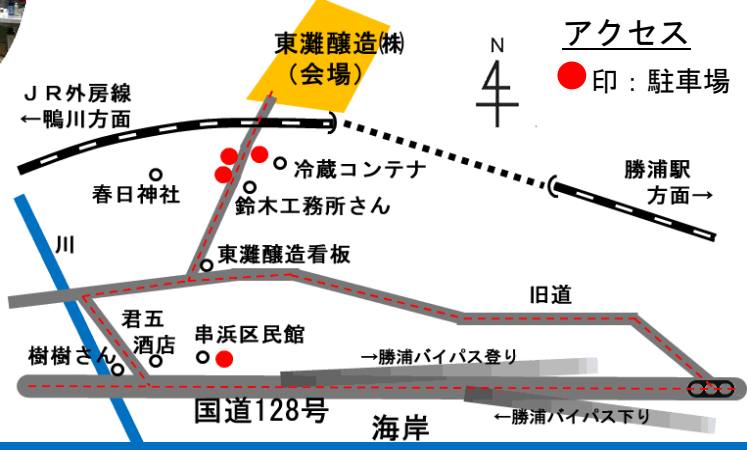 東灘醸造㈱
（会場）
N
アクセス
印：駐車場
ＪＲ外房線
←鴨川方面
冷蔵コンテナ
勝浦駅
方面→
春日神社
鈴木工務所さん
川
東灘醸造看板
旧道
君五
酒店
串浜区民館
樹樹さん
→勝浦バイパス登り
国道128号
←勝浦バイパス下り
海岸